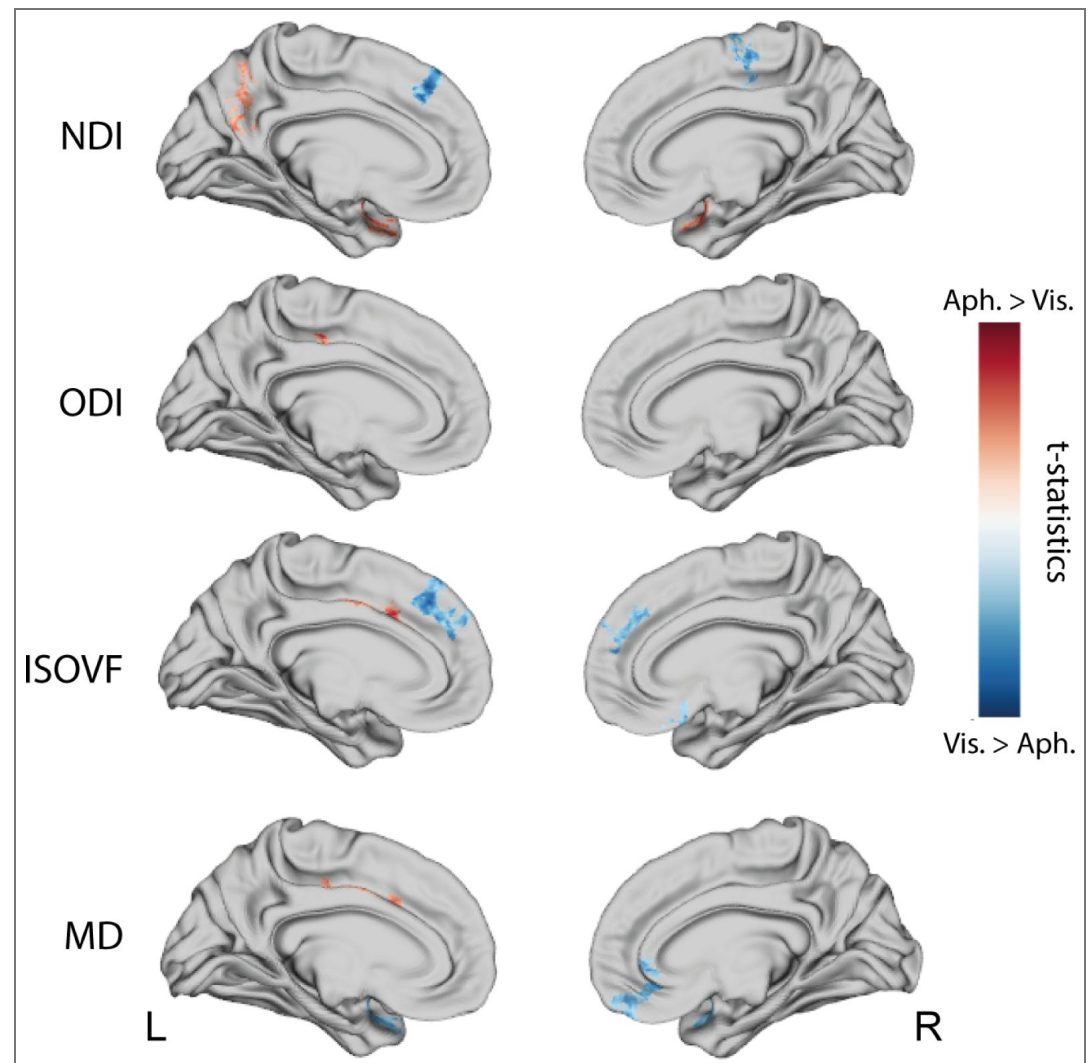 NDI
ODI
Aph. > Vis.
t-statistics
ISOVF
Vis. > Aph.
MD
L
R